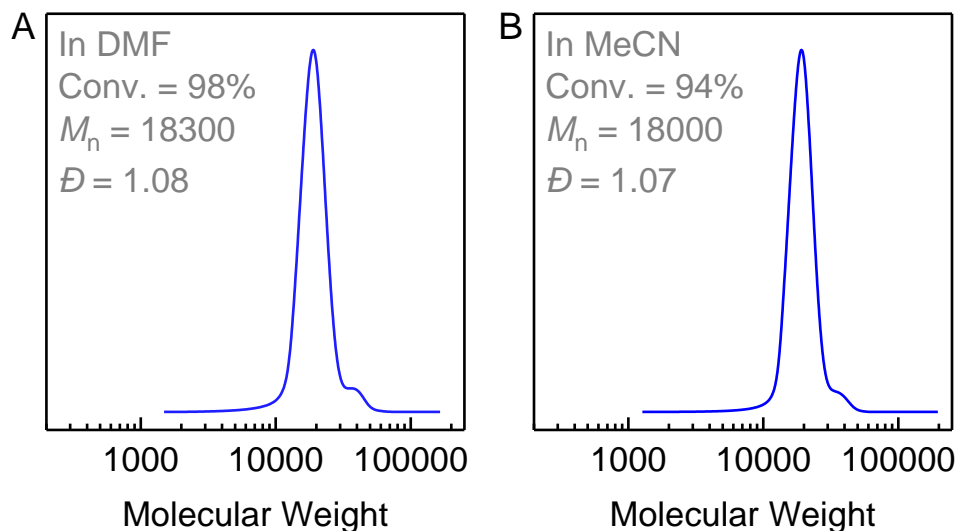 A
In DMF
Conv. = 98%
Mn = 18300
Đ = 1.08
1000 10000 100000
Molecular Weight
B
In MeCN
Conv. = 94%
Mn = 18000
Đ = 1.07
1000 10000 100000
Molecular Weight